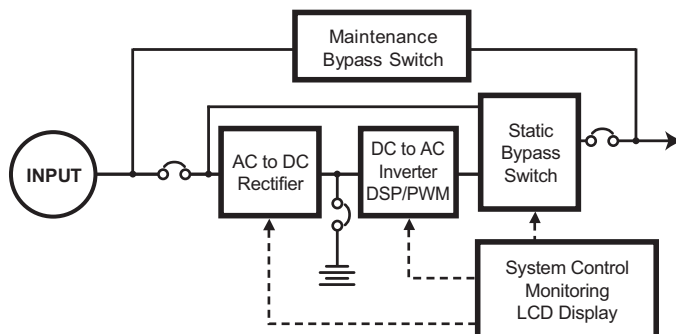 Maintenance
Bypass Switch
INPUT
AC to DC
Rectifier
DC to AC
Inverter
DSP/PWM
Static
Bypass
Switch
System Control
Monitoring
LCD Display